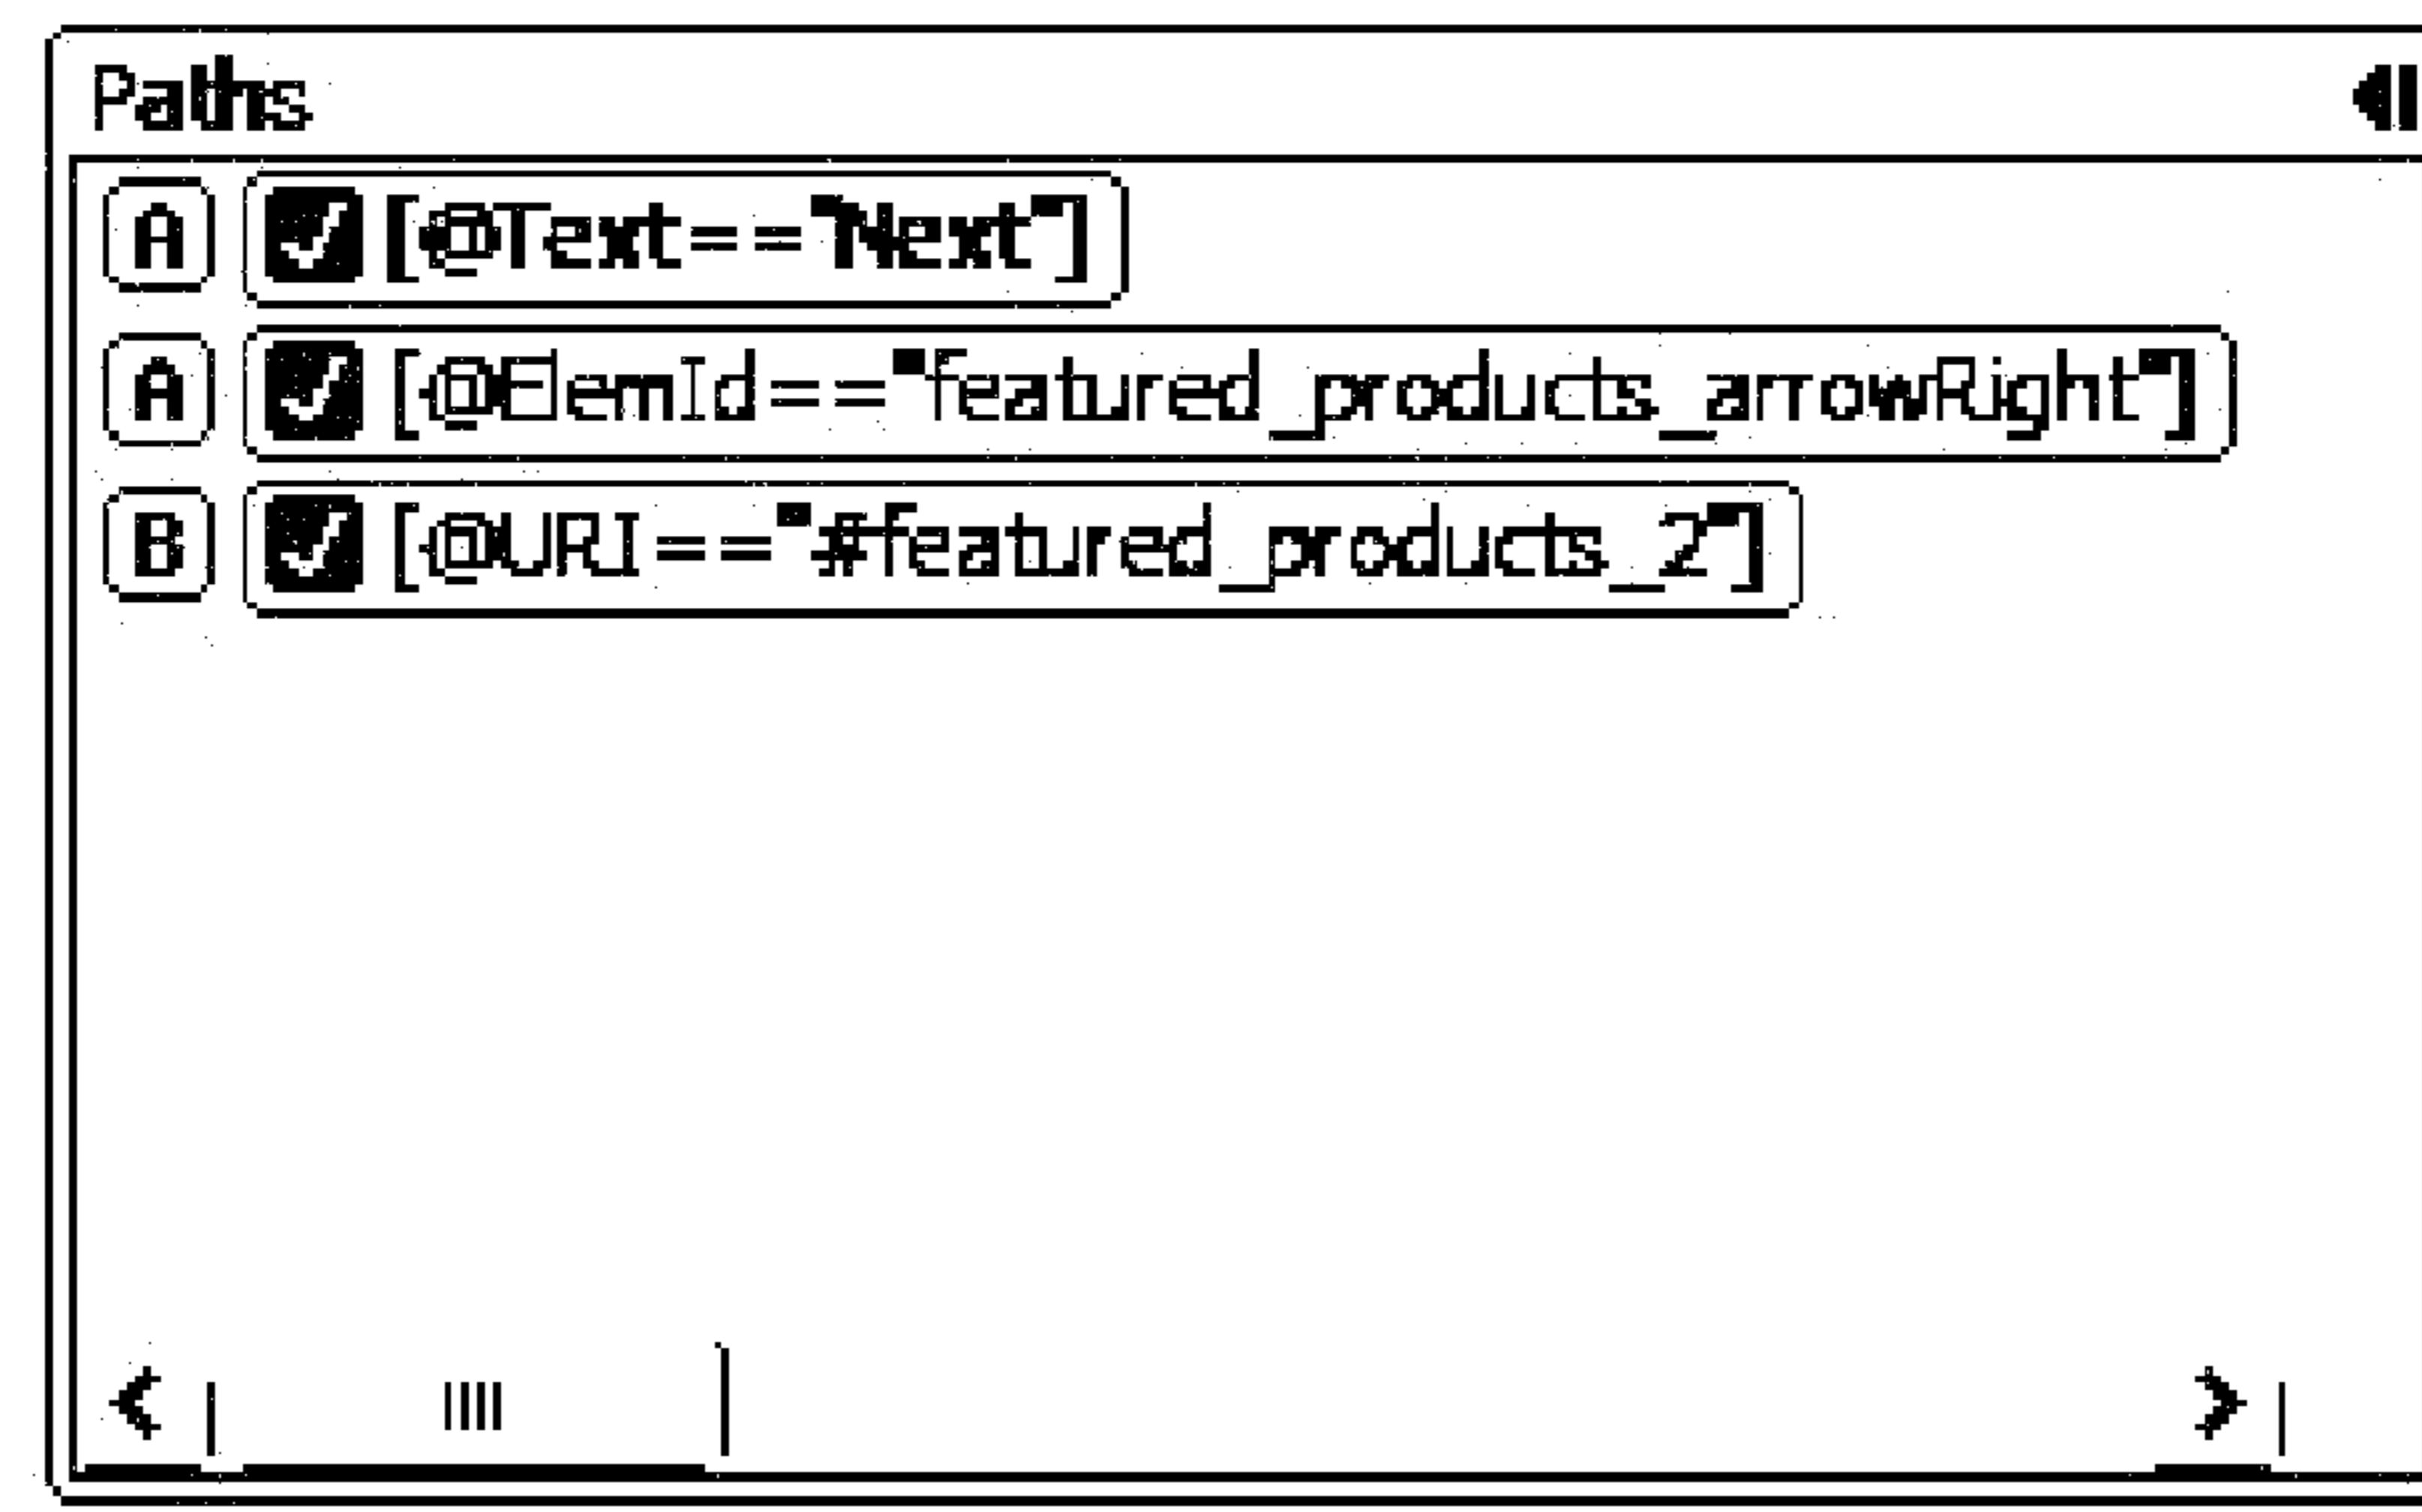 Paths
A [@Text=="Next"]
A [@ElemId=="featured_products_arrowRight"]
B [@URI=="#featured_products_2"]